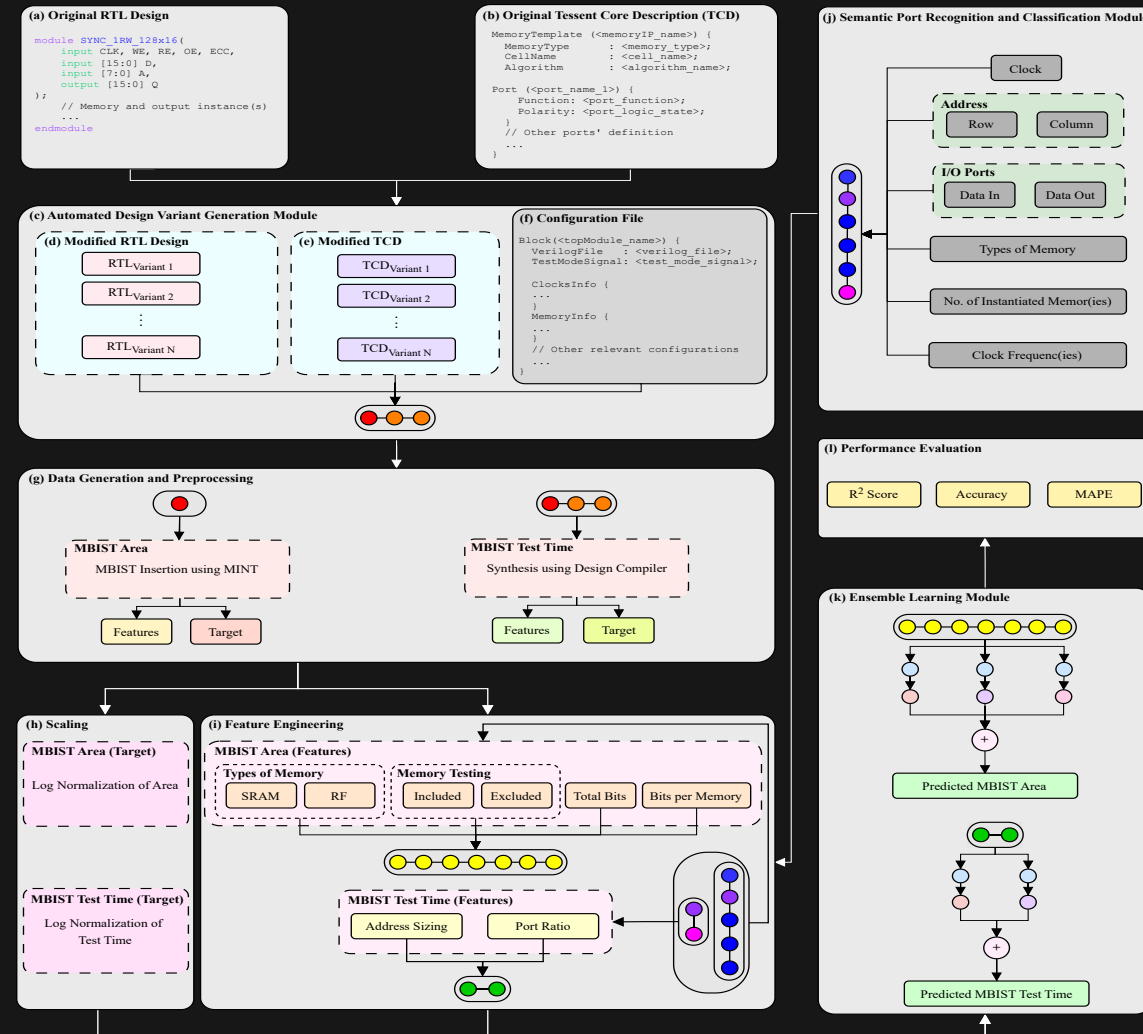 (a) Original RTL Design
module SYNC_1RW_128x16(
input CLK, WE, RE, OE, ECC,
input [15:0] D,
input [7:0] A,
output [15:0] Q
);
// Memory and output instance(s)
...
endmodule
(b) Original Tessent Core Description (TCD)
MemoryTemplate (<memoryIP_name>) {
MemoryType : <memory_type>;
CellName : <cell_name>;
Algorithm : <algorithm_name>;
Port (<port_name_1>) {
Function: <port_function>;
Polarity: <port_logic_state>;
}
// Other ports' definition
...
}
(c) Automated Design Variant Generation Module
(d) Modified RTL Design
RTLVariant 1
RTLVariant 2
⋮
RTLVariant N
(e) Modified TCD
TCDVariant 1
TCDVariant 2
⋮
TCDVariant N
(f) Configuration File
Block(<topModule_name>) {
VerilogFile : <verilog_file>;
TestModeSignal: <test_mode_signal>;
ClocksInfo {
...
}
MemoryInfo {
...
}
// Other relevant configurations
...
}
(g) Data Generation and Preprocessing
MBIST Area
MBIST Insertion using MINT
Features
Target
MBIST Test Time
Synthesis using Design Compiler
Features
Target
(h) Scaling
MBIST Area (Target)
Log Normalization of Area
MBIST Test Time (Target)
Log Normalization of
Test Time
(i) Feature Engineering
MBIST Area (Features)
Types of Memory
SRAM
RF
Memory Testing
Included
Excluded
Total Bits
Bits per Memory
MBIST Test Time (Features)
Address Sizing
Port Ratio
(j) Semantic Port Recognition and Classification Modul
Clock
Address
Row
Column
I/O Ports
Data In
Data Out
Types of Memory
No. of Instantiated Memor(ies)
Clock Frequenc(ies)
(l) Performance Evaluation
R² Score
Accuracy
MAPE
(k) Ensemble Learning Module
+
Predicted MBIST Area
+
Predicted MBIST Test Time